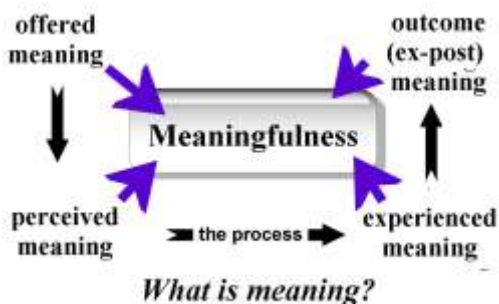 offered
meaning
outcome
(ex-post)
meaning
Meaningfulness
perceived
meaning
the process
experienced
meaning
What is meaning?